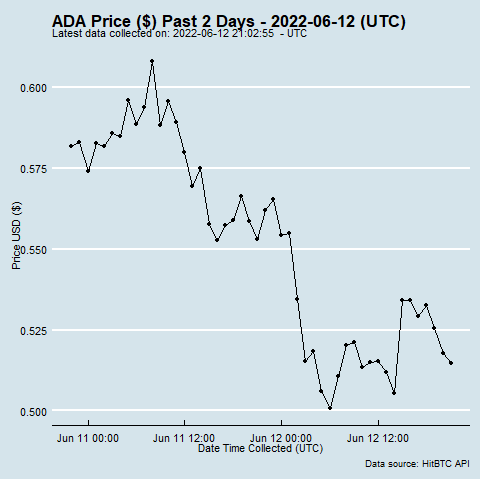 ADA Price ($) Past 2 Days - 2022-06-12 (UTC)
Latest data collected on: 2022-06-12 21:02:55  - UTC
Price USD ($)
0.600
0.575
0.550
0.525
0.500
Jun 11 00:00
Jun 11 12:00
Jun 12 00:00
Jun 12 12:00
Date Time Collected (UTC)
Data source: HitBTC API